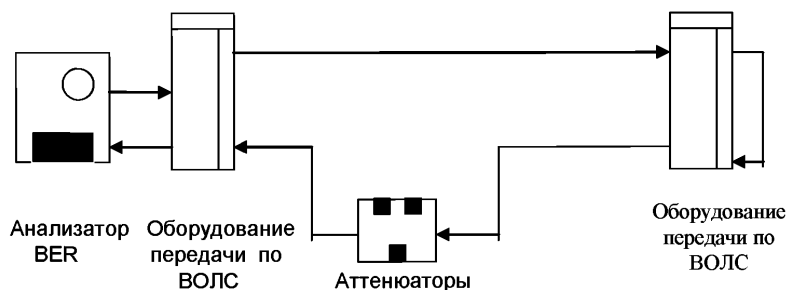 Анализатор
BER
Оборудование
передачи по
ВОЛС
Аттенюаторы
Оборудование
передачи по
ВОЛС